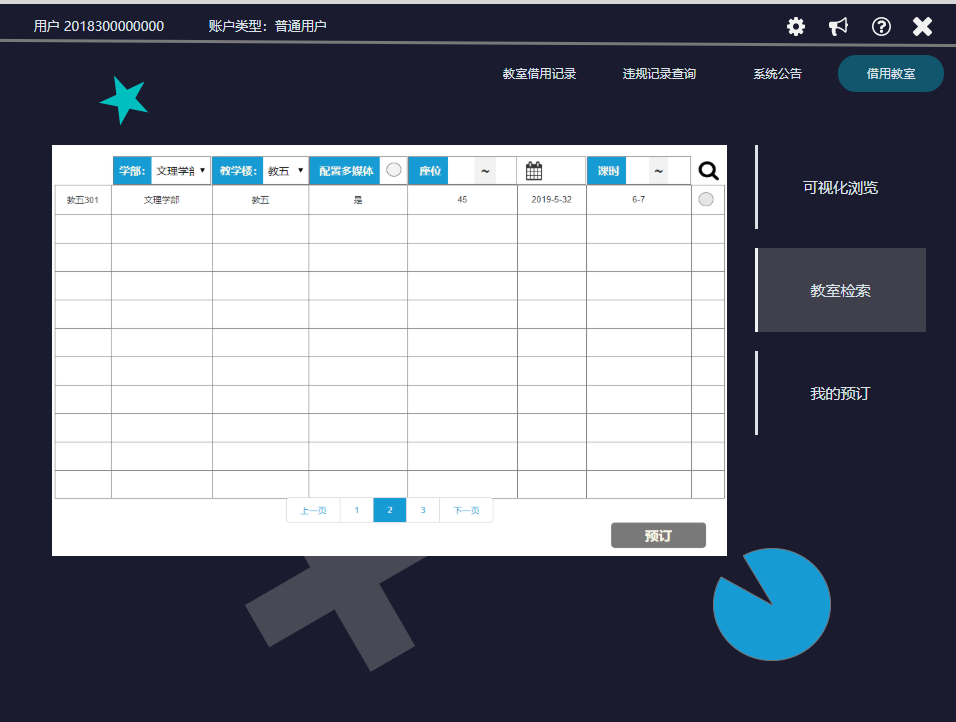 用户 2018300000000 账户类型：普通用户
教室借用记录 违规记录查询 系统公告 借用教室
学部： 文理学部 教学楼： 教五 配置多媒体 座位 ~ 课时 ~
教五301 文理学部 教五 是 45 2019-5-32 6-7
可视化浏览
教室检索
我的预订
上一页 1 2 3 下一页
预订